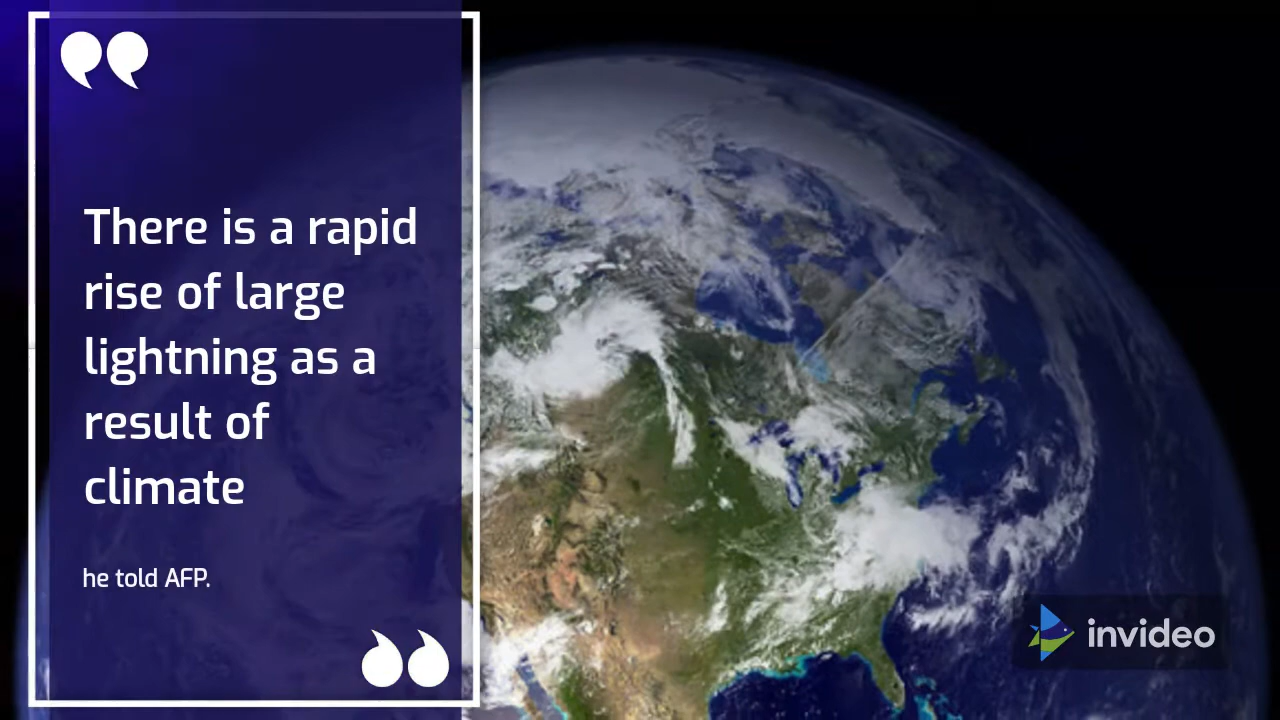 There is a rapid
rise of large
lightning as a
result of
climate
he told AFP.
invideo